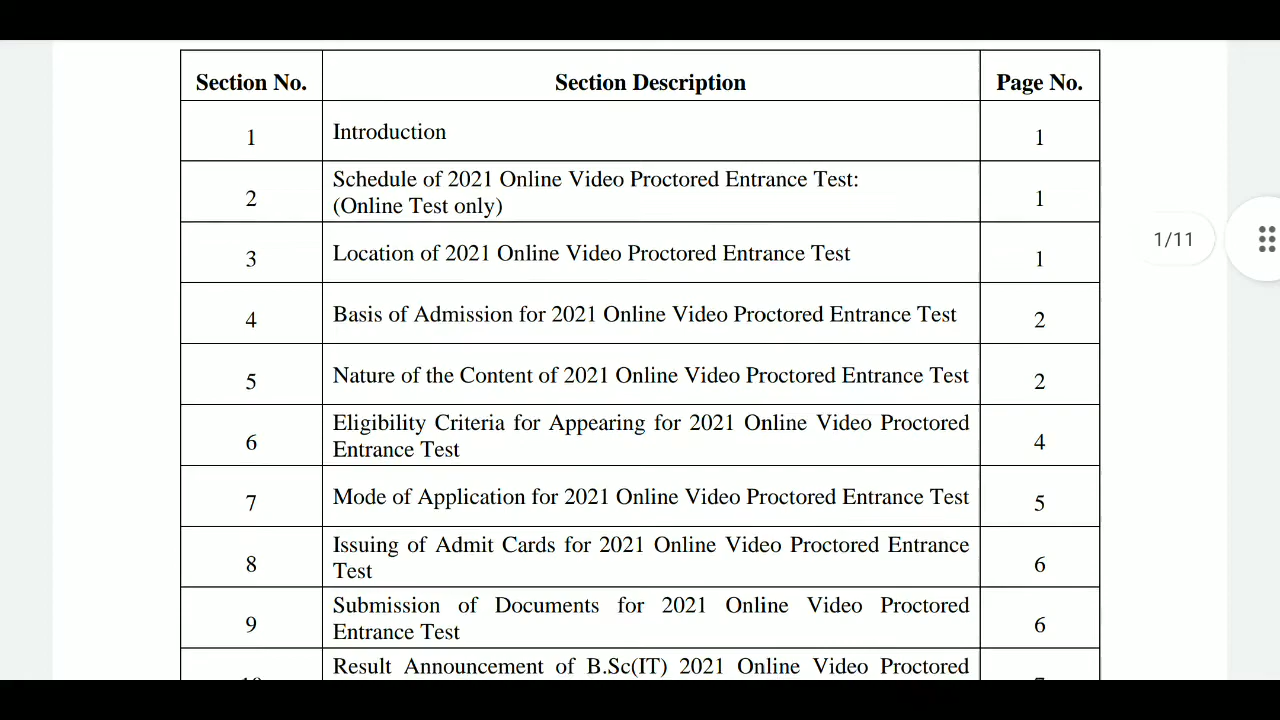 Section No. Section Description Page No.
1 Introduction 1
2 Schedule of 2021 Online Video Proctored Entrance Test:
(Online Test only) 1
3 Location of 2021 Online Video Proctored Entrance Test 1
4 Basis of Admission for 2021 Online Video Proctored Entrance Test 2
5 Nature of the Content of 2021 Online Video Proctored Entrance Test 2
6 Eligibility Criteria for Appearing for 2021 Online Video Proctored
Entrance Test 4
7 Mode of Application for 2021 Online Video Proctored Entrance Test 5
8 Issuing of Admit Cards for 2021 Online Video Proctored Entrance
Test 6
9 Submission of Documents for 2021 Online Video Proctored
Entrance Test 6
Result Announcement of B.Sc(IT) 2021 Online Video Proctored
1/11